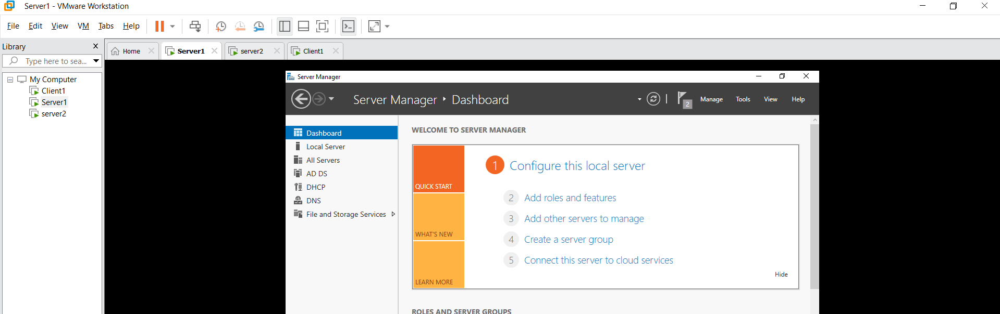 Server1 - VMware Workstation
File Edit View VM Tabs Help
Library
Type here to sea...
My Computer
Client1
Server1
server2
Home
Server1
server2
Client1
Server Manager
Server Manager Dashboard
2
Manage Tools View Help
Dashboard
Local Server
All Servers
AD DS
DHCP
DNS
File and Storage Services
WELCOME TO SERVER MANAGER
QUICK START
WHAT'S NEW
LEARN MORE
1 Configure this local server
2 Add roles and features
3 Add other servers to manage
4 Create a server group
5 Connect this server to cloud services
Hide
ROLES AND SERVER GROUPS